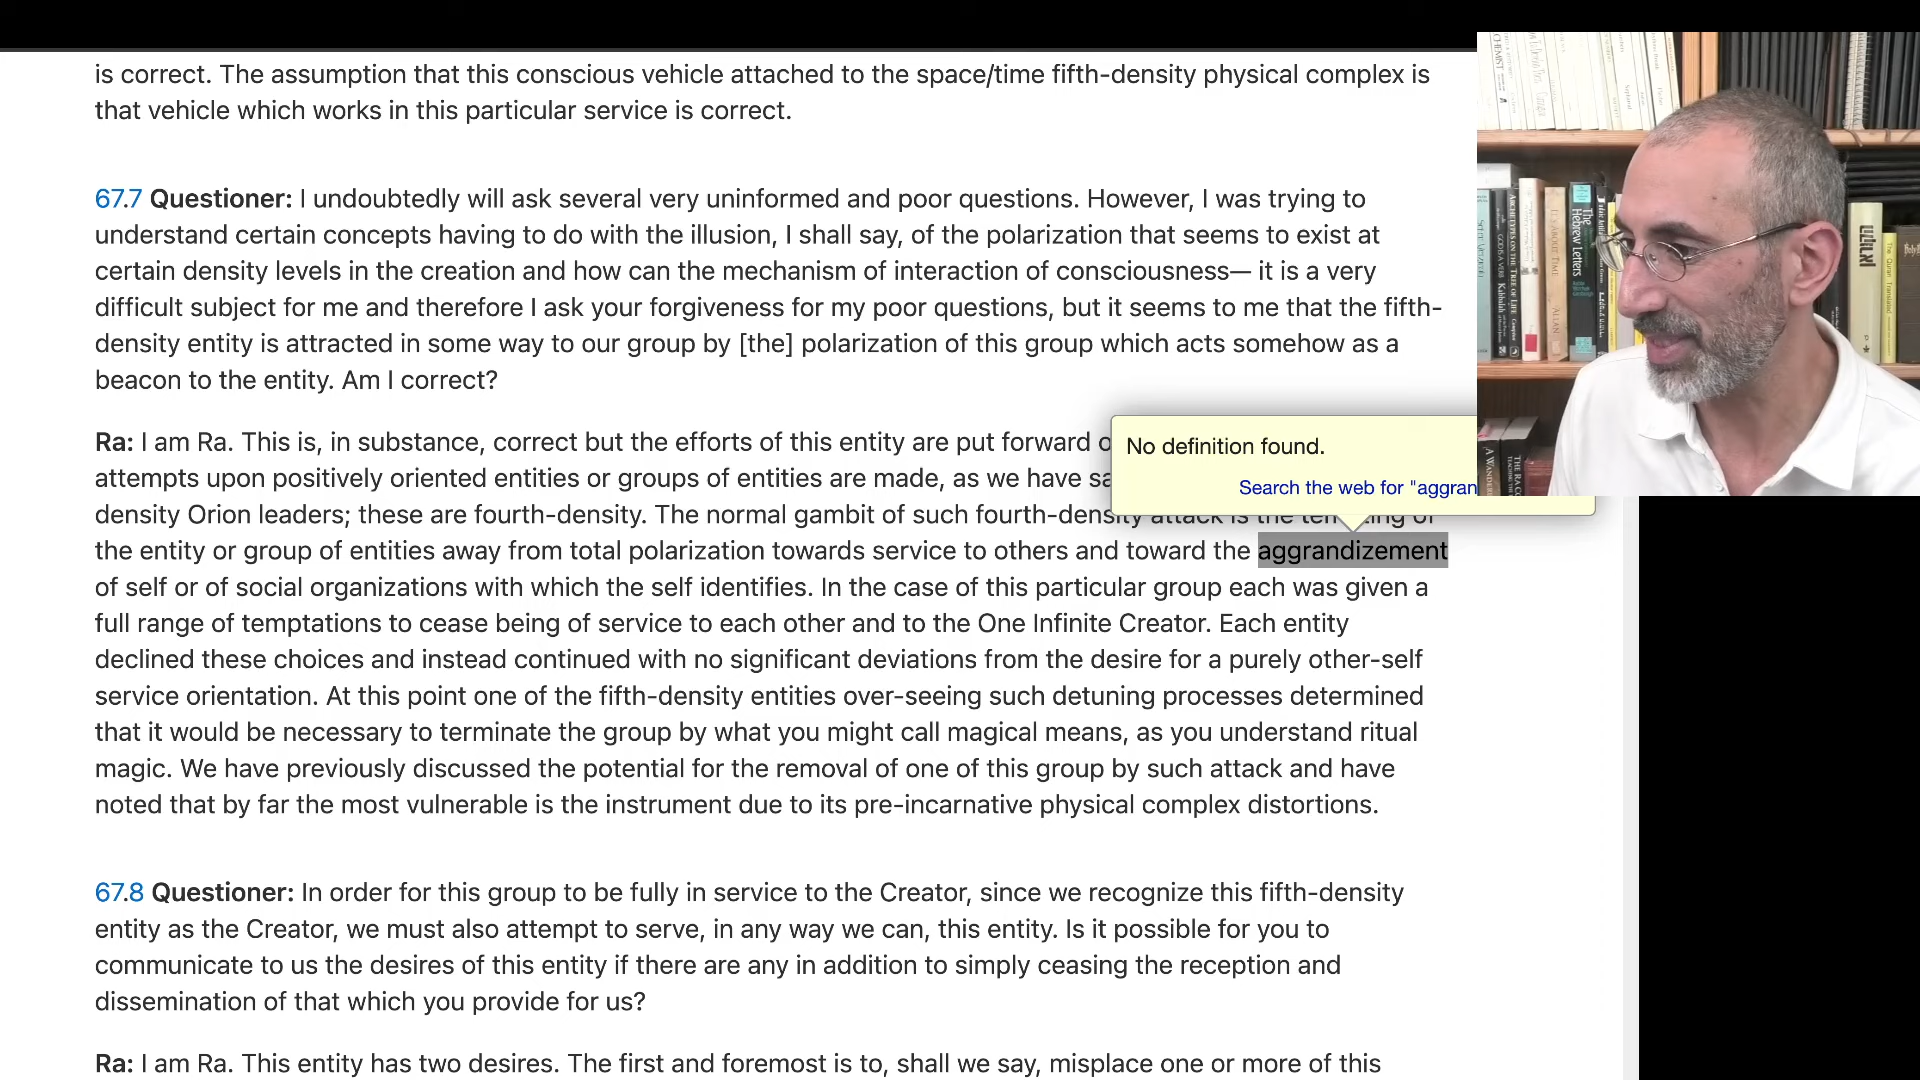 is correct. The assumption that this conscious vehicle attached to the space/time fifth-density physical complex is
that vehicle which works in this particular service is correct.
67.7 Questioner: I undoubtedly will ask several very uninformed and poor questions. However, I was trying to
understand certain concepts having to do with the illusion, I shall say, of the polarization that seems to exist at
certain density levels in the creation and how can the mechanism of interaction of consciousness— it is a very
difficult subject for me and therefore I ask your forgiveness for my poor questions, but it seems to me that the fifth-
density entity is attracted in some way to our group by [the] polarization of this group which acts somehow as a
beacon to the entity. Am I correct?
Ra: I am Ra. This is, in substance, correct but the efforts of this entity are put forward
attempts upon positively oriented entities or groups of entities are made, as we have
density Orion leaders; these are fourth-density. The normal gambit of such fourth-density attack is the of
the entity or group of entities away from total polarization towards service to others and toward the aggrandizement
of self or of social organizations with which the self identifies. In the case of this particular group each was given a
full range of temptations to cease being of service to each other and to the One Infinite Creator. Each entity
declined these choices and instead continued with no significant deviations from the desire for a purely other-self
service orientation. At this point one of the fifth-density entities over-seeing such detuning processes determined
that it would be necessary to terminate the group by what you might call magical means, as you understand ritual
magic. We have previously discussed the potential for the removal of one of this group by such attack and have
noted that by far the most vulnerable is the instrument due to its pre-incarnative physical complex distortions.
67.8 Questioner: In order for this group to be fully in service to the Creator, since we recognize this fifth-density
entity as the Creator, we must also attempt to serve, in any way we can, this entity. Is it possible for you to
communicate to us the desires of this entity if there are any in addition to simply ceasing the reception and
dissemination of that which you provide for us?
Ra: I am Ra. This entity has two desires. The first and foremost is to, shall we say, misplace one or more of this
No definition found.
Search the web for "aggran
The Hebrew Letters
IT'S ABOUT TIME
ALLAN